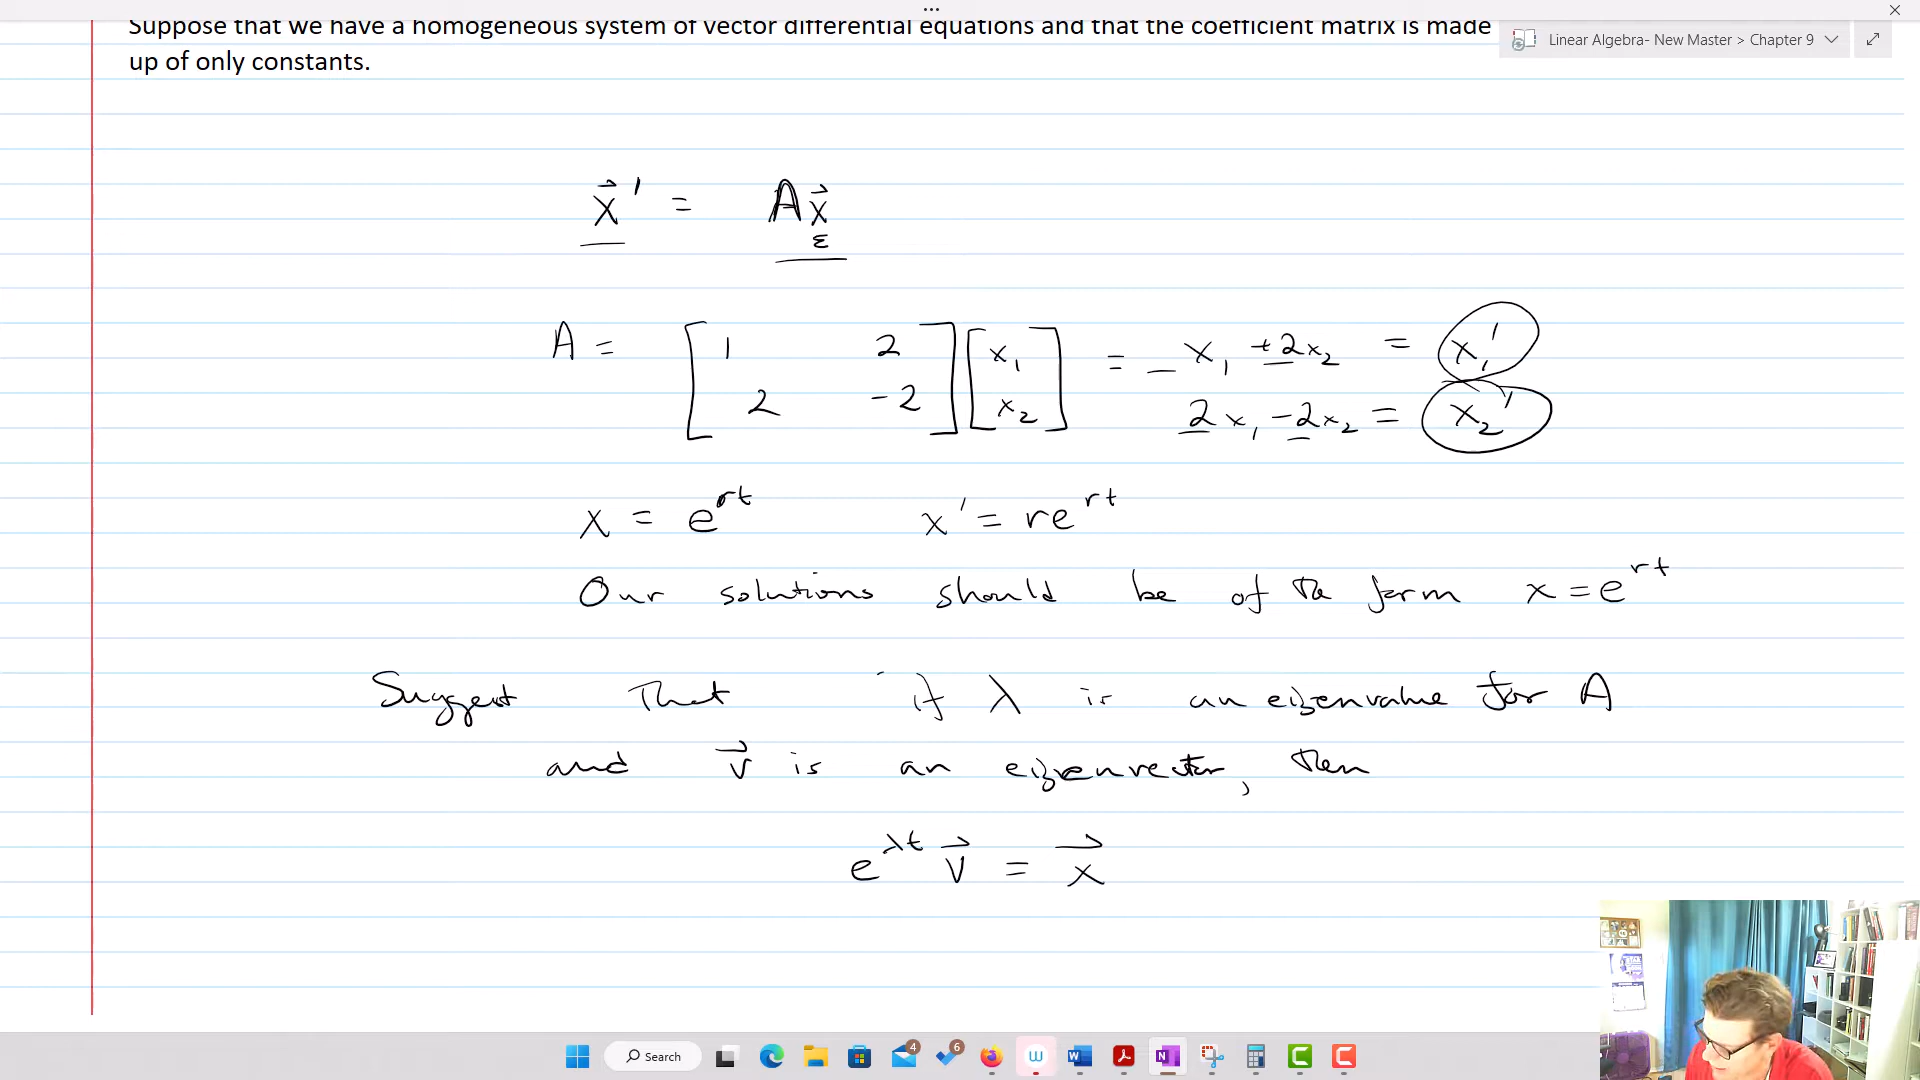 Suppose that we have a homogeneous system of vector differential equations and that the coefficient matrix is made
up of only constants.
Linear Algebra- New Master > Chapter 9
x⃗' = Ax⃗
A = [1 2; 2 -2] [x₁; x₂] = x₁ + 2x₂ = x₁'
2x₁ - 2x₂ = x₂'
x = e^{rt} x' = re^{rt}
Our solutions should be of the form x = e^{rt}
Suggest That if λ is an eigenvalue for A
and v⃗ is an eigenvector, then
e^{λt} v⃗ = x⃗
Search
4
6